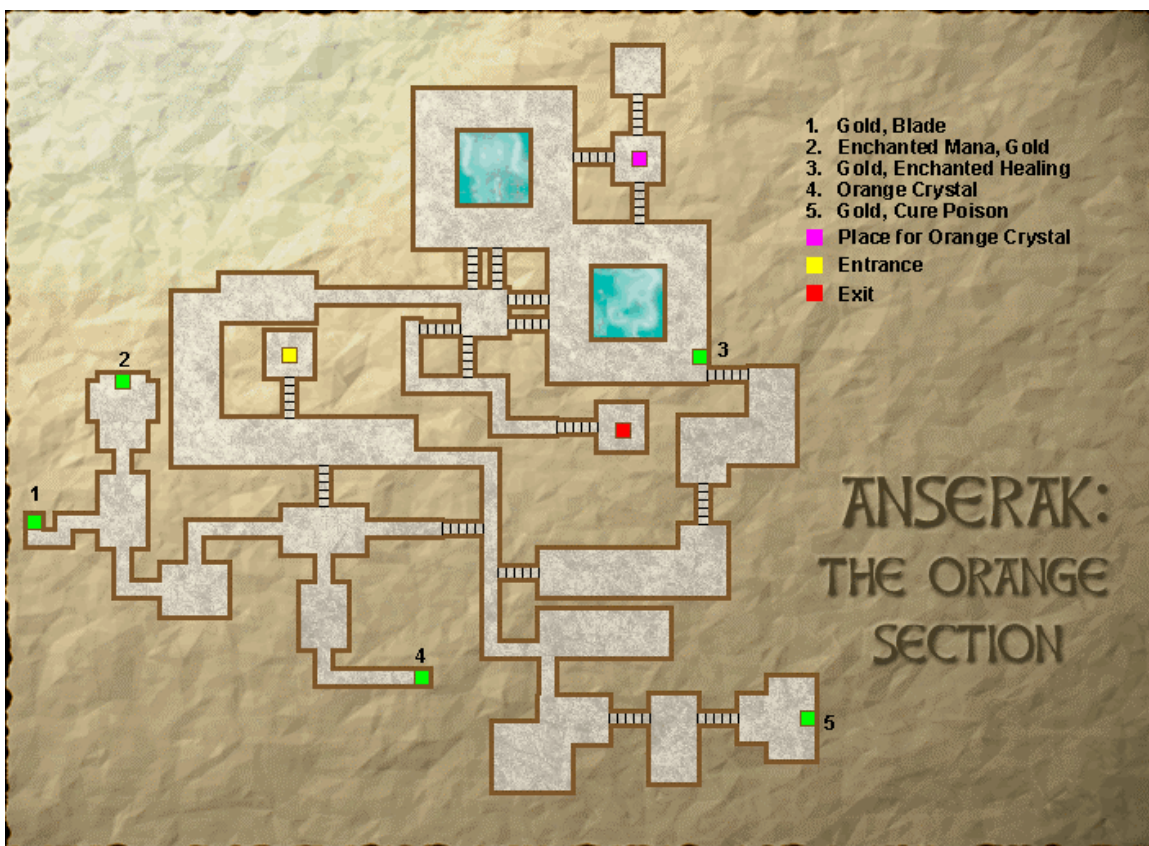 1. Gold, Blade
2. Enchanted Mana, Gold
3. Gold, Enchanted Healing
4. Orange Crystal
5. Gold, Cure Poison
Place for Orange Crystal
Entrance
Exit
2
3
1
4
5
ANSERAK:
THE ORANGE
SECTION